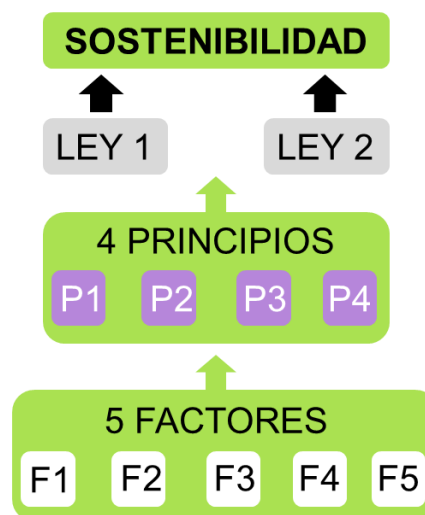 SOSTENIBILIDAD
LEY 1 LEY 2
4 PRINCIPIOS
P1 P2 P3 P4
5 FACTORES
F1 F2 F3 F4 F5